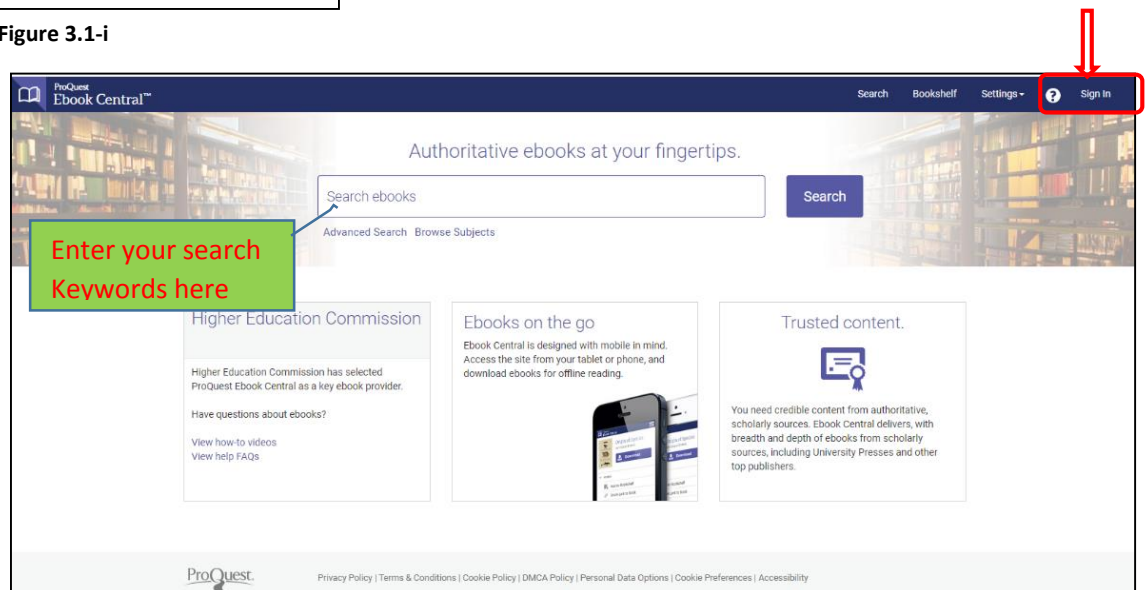 Figure 3.1-i
ProQuest
Ebook Central™
Search Bookshelf Settings ? Sign In
Authoritative ebooks at your fingertips.
Search ebooks
Search
Advanced Search Browse Subjects
Enter your search
Keywords here
Higher Education Commission
Higher Education Commission has selected
ProQuest Ebook Central as a key ebook provider.
Have questions about ebooks?
View how-to videos
View help FAQs
Ebooks on the go
Ebook Central is designed with mobile in mind.
Access the site from your tablet or phone, and
download ebooks for offline reading.
Trusted content.
You need credible content from authoritative,
scholarly sources. Ebook Central delivers, with
breadth and depth of ebooks from scholarly
sources, including University Presses and other
top publishers.
ProQuest.
Privacy Policy | Terms & Conditions | Cookie Policy | DMCA Policy | Personal Data Options | Cookie Preferences | Accessibility